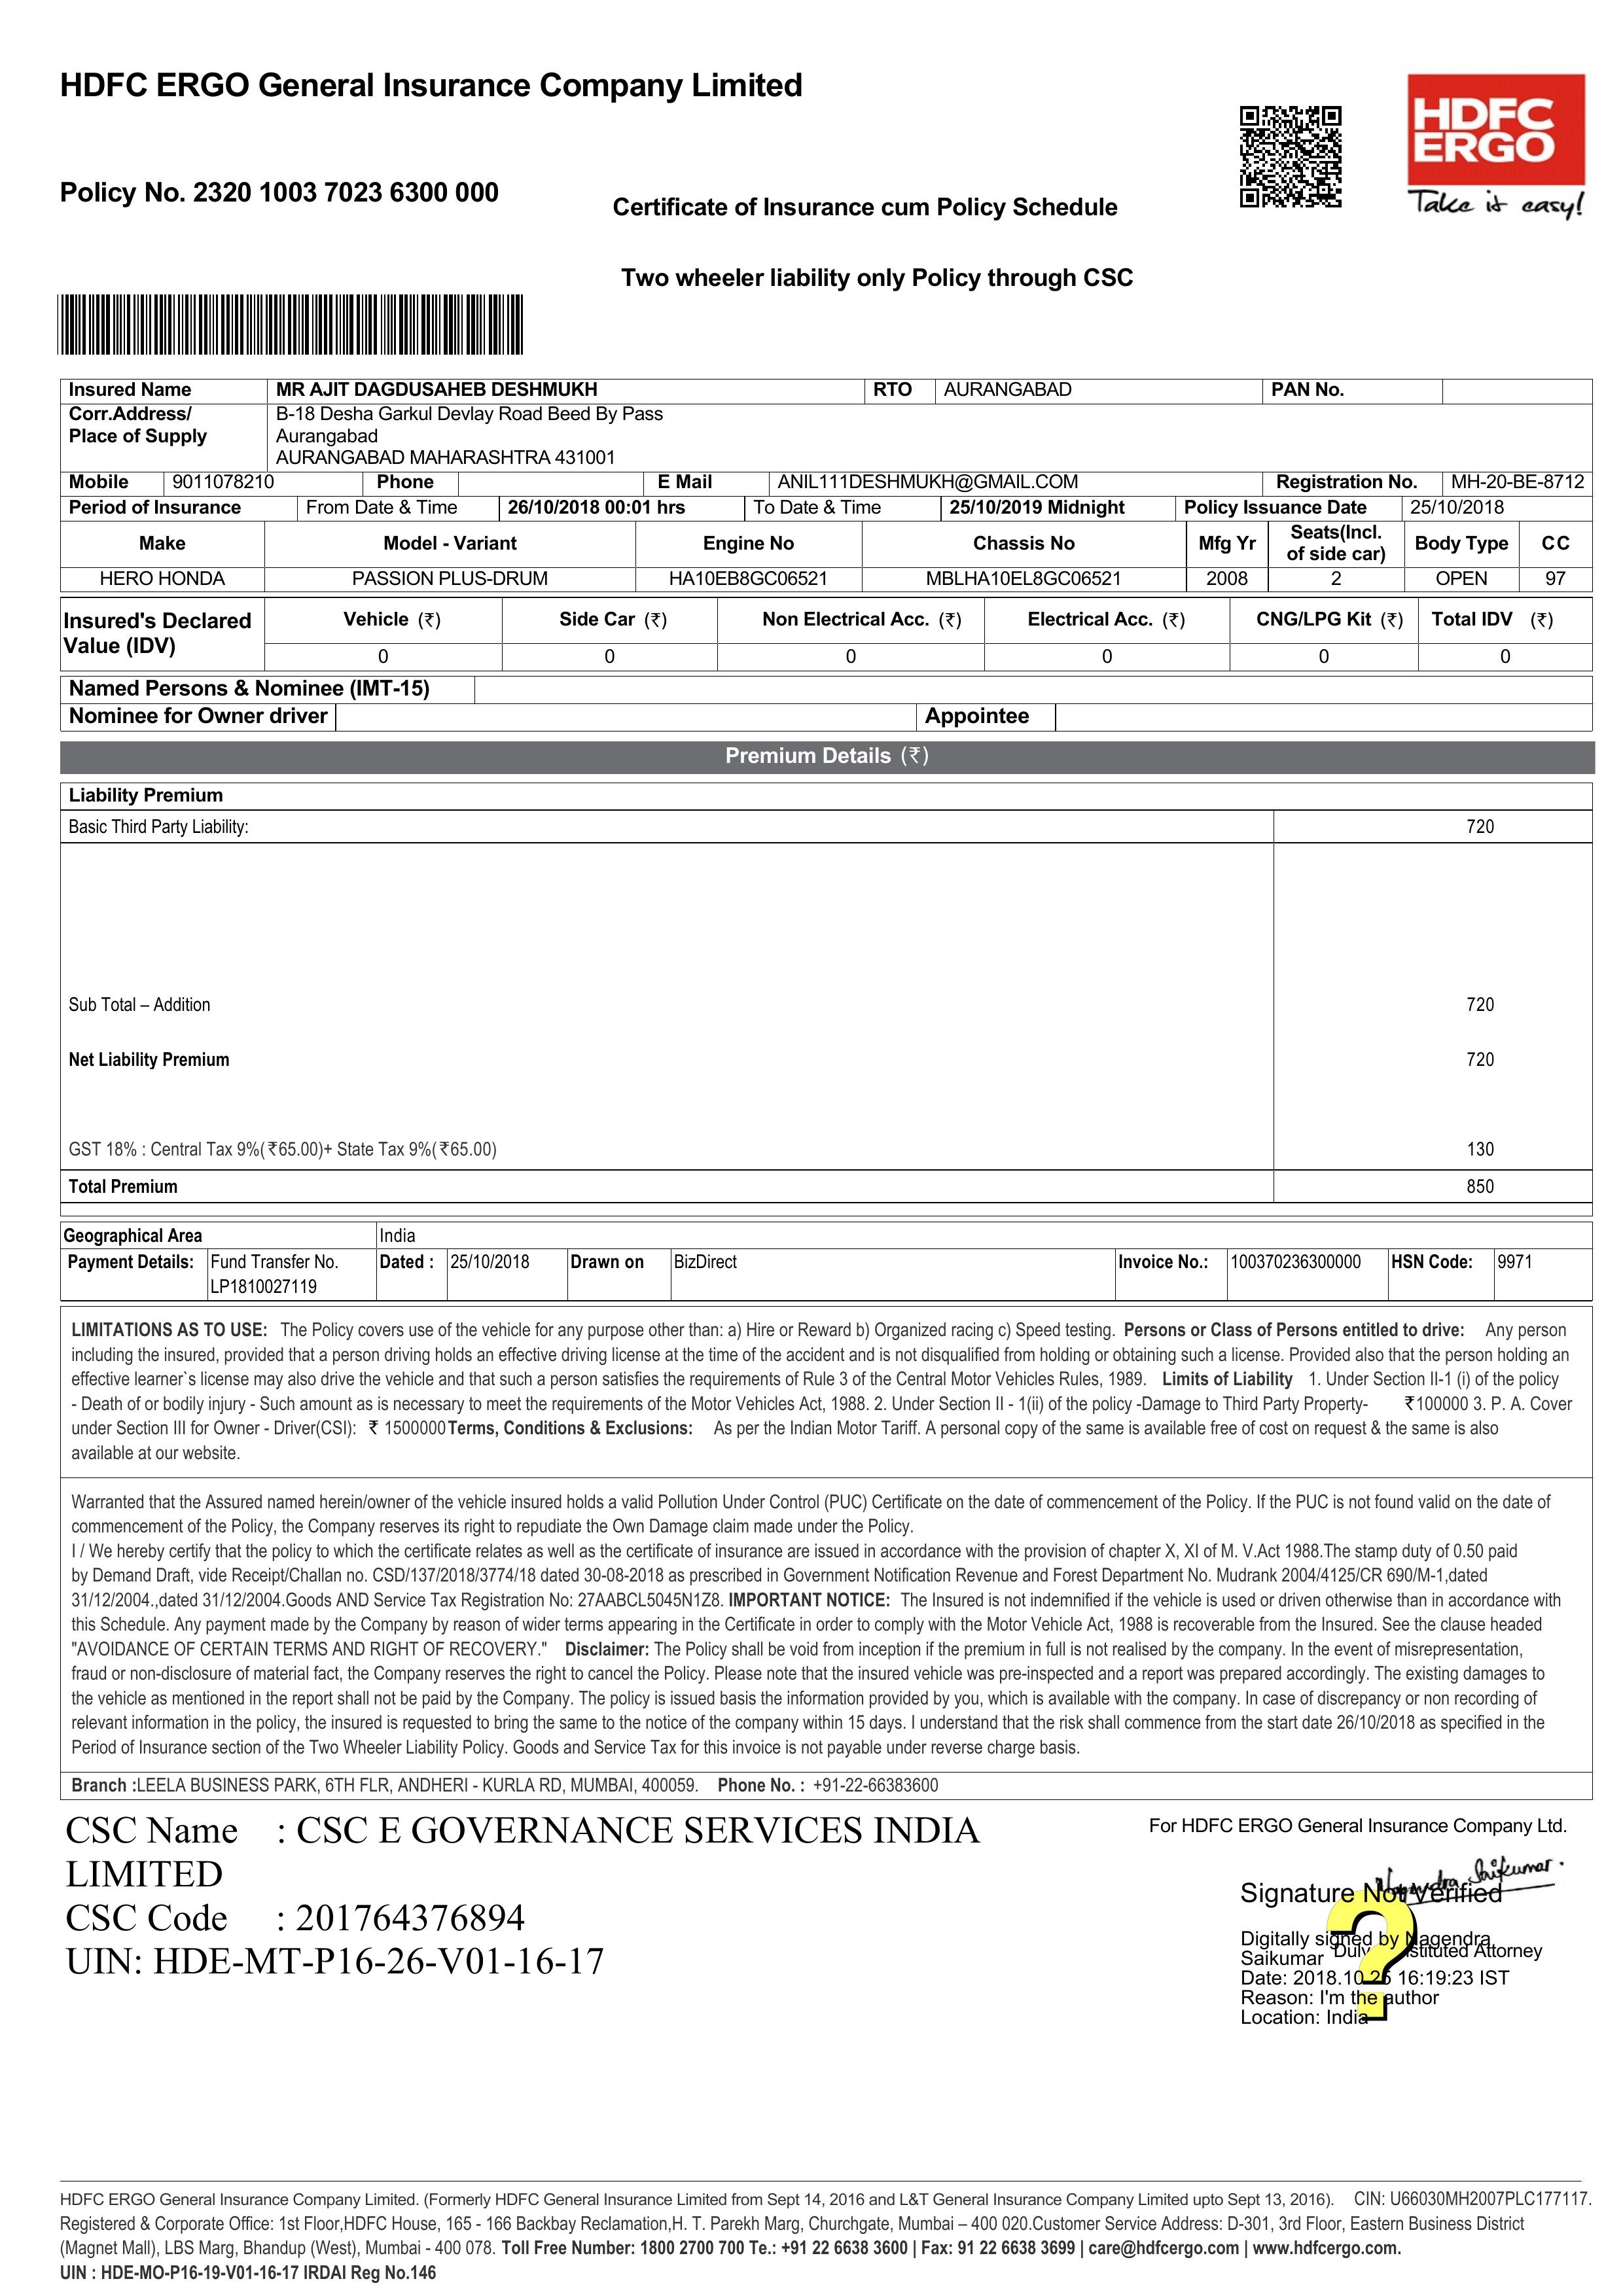 HDFC ERGO General Insurance Company Limited
HDFC
ERGO
Take it easy!
Policy No. 2320 1003 7023 6300 000
Certificate of Insurance cum Policy Schedule
Two wheeler liability only Policy through CSC
Insured Name MR AJIT DAGDUSAHEB DESHMUKH RTO AURANGABAD PAN No.
Corr.Address/ B-18 Desha Garkul Devlay Road Beed By Pass
Place of Supply Aurangabad
AURANGABAD MAHARASHTRA 431001
Mobile 9011078210 Phone E Mail ANIL111DESHMUKH@GMAIL.COM Registration No. MH-20-BE-8712
Period of Insurance From Date & Time 26/10/2018 00:01 hrs To Date & Time 25/10/2019 Midnight Policy Issuance Date 25/10/2018
Make Model - Variant Engine No Chassis No Mfg Yr Seats(Incl. of side car) Body Type CC
HERO HONDA PASSION PLUS-DRUM HA10EB8GC06521 MBLHA10EL8GC06521 2008 2 OPEN 97
Insured's Declared Value (IDV) Vehicle (₹) Side Car (₹) Non Electrical Acc. (₹) Electrical Acc. (₹) CNG/LPG Kit (₹) Total IDV (₹)
0 0 0 0 0 0
Named Persons & Nominee (IMT-15)
Nominee for Owner driver Appointee
Premium Details (₹)
Liability Premium
Basic Third Party Liability: 720
Sub Total – Addition 720
Net Liability Premium 720
GST 18% : Central Tax 9%(₹65.00)+ State Tax 9%(₹65.00) 130
Total Premium 850
Geographical Area India
Payment Details: Fund Transfer No. Dated : 25/10/2018 Drawn on BizDirect Invoice No.: 100370236300000 HSN Code: 9971
LP1810027119
LIMITATIONS AS TO USE: The Policy covers use of the vehicle for any purpose other than: a) Hire or Reward b) Organized racing c) Speed testing. Persons or Class of Persons entitled to drive: Any person
including the insured, provided that a person driving holds an effective driving license at the time of the accident and is not disqualified from holding or obtaining such a license. Provided also that the person holding an
effective learner`s license may also drive the vehicle and that such a person satisfies the requirements of Rule 3 of the Central Motor Vehicles Rules, 1989. Limits of Liability 1. Under Section II-1 (i) of the policy
- Death of or bodily injury - Such amount as is necessary to meet the requirements of the Motor Vehicles Act, 1988. 2. Under Section II - 1(ii) of the policy -Damage to Third Party Property- ₹100000 3. P. A. Cover
under Section III for Owner - Driver(CSI): ₹ 1500000 Terms, Conditions & Exclusions: As per the Indian Motor Tariff. A personal copy of the same is available free of cost on request & the same is also
available at our website.
Warranted that the Assured named herein/owner of the vehicle insured holds a valid Pollution Under Control (PUC) Certificate on the date of commencement of the Policy. If the PUC is not found valid on the date of
commencement of the Policy, the Company reserves its right to repudiate the Own Damage claim made under the Policy.
I / We hereby certify that the policy to which the certificate relates as well as the certificate of insurance are issued in accordance with the provision of chapter X, XI of M. V.Act 1988.The stamp duty of 0.50 paid
by Demand Draft, vide Receipt/Challan no. CSD/137/2018/3774/18 dated 30-08-2018 as prescribed in Government Notification Revenue and Forest Department No. Mudrank 2004/4125/CR 690/M-1,dated
31/12/2004.,dated 31/12/2004.Goods AND Service Tax Registration No: 27AABCL5045N1Z8. IMPORTANT NOTICE: The Insured is not indemnified if the vehicle is used or driven otherwise than in accordance with
this Schedule. Any payment made by the Company by reason of wider terms appearing in the Certificate in order to comply with the Motor Vehicle Act, 1988 is recoverable from the Insured. See the clause headed
"AVOIDANCE OF CERTAIN TERMS AND RIGHT OF RECOVERY." Disclaimer: The Policy shall be void from inception if the premium in full is not realised by the company. In the event of misrepresentation,
fraud or non-disclosure of material fact, the Company reserves the right to cancel the Policy. Please note that the insured vehicle was pre-inspected and a report was prepared accordingly. The existing damages to
the vehicle as mentioned in the report shall not be paid by the Company. The policy is issued basis the information provided by you, which is available with the company. In case of discrepancy or non recording of
relevant information in the policy, the insured is requested to bring the same to the notice of the company within 15 days. I understand that the risk shall commence from the start date 26/10/2018 as specified in the
Period of Insurance section of the Two Wheeler Liability Policy. Goods and Service Tax for this invoice is not payable under reverse charge basis.
Branch :LEELA BUSINESS PARK, 6TH FLR, ANDHERI - KURLA RD, MUMBAI, 400059. Phone No. : +91-22-66383600
CSC Name : CSC E GOVERNANCE SERVICES INDIA
LIMITED
CSC Code : 201764376894
UIN: HDE-MT-P16-26-V01-16-17
For HDFC ERGO General Insurance Company Ltd.
Signature Not Verified
Digitally signed by Nagendra
Saikumar
Attorney
Date: 2018.10.25 16:19:23 IST
Reason: I'm the author
Location: India
HDFC ERGO General Insurance Company Limited. (Formerly HDFC General Insurance Limited from Sept 14, 2016 and L&T General Insurance Company Limited upto Sept 13, 2016). CIN: U66030MH2007PLC177117.
Registered & Corporate Office: 1st Floor,HDFC House, 165 - 166 Backbay Reclamation,H. T. Parekh Marg, Churchgate, Mumbai – 400 020.Customer Service Address: D-301, 3rd Floor, Eastern Business District
(Magnet Mall), LBS Marg, Bhandup (West), Mumbai - 400 078. Toll Free Number: 1800 2700 700 Te.: +91 22 6638 3600 | Fax: 91 22 6638 3699 | care@hdfcergo.com | www.hdfcergo.com.
UIN : HDE-MO-P16-19-V01-16-17 IRDAI Reg No.146